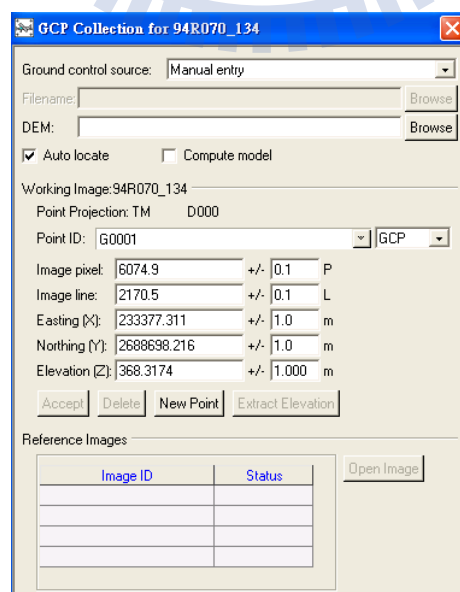 GCP Collection for 94R070_134
Ground control source: Manual entry
Filename: Browse
DEM: Browse
Auto locate Compute model
Working Image:94R070_134
Point Projection: TM D000
Point ID: G0001 GCP
Image pixel: 6074.9 +/- 0.1 P
Image line: 2170.5 +/- 0.1 L
Easting (X): 233377.311 +/- 1.0 m
Northing (Y): 2688698.216 +/- 1.0 m
Elevation (Z): 368.3174 +/- 1.000 m
Accept Delete New Point Extract Elevation
Reference Images
Image ID Status Open Image